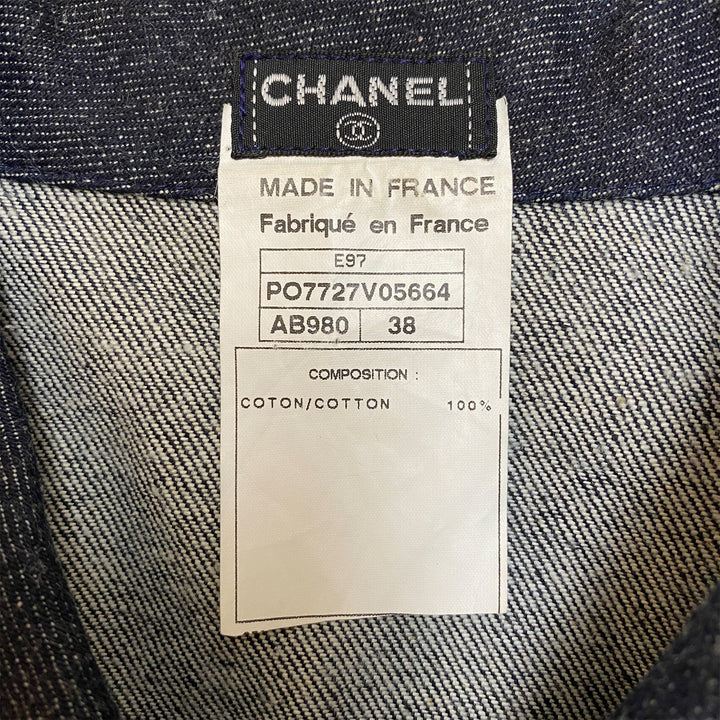 CHANEL
MADE IN FRANCE
Fabriqué en France
E97
PO7727V05664
AB980 38
COMPOSITION :
COTON/COTTON 100%